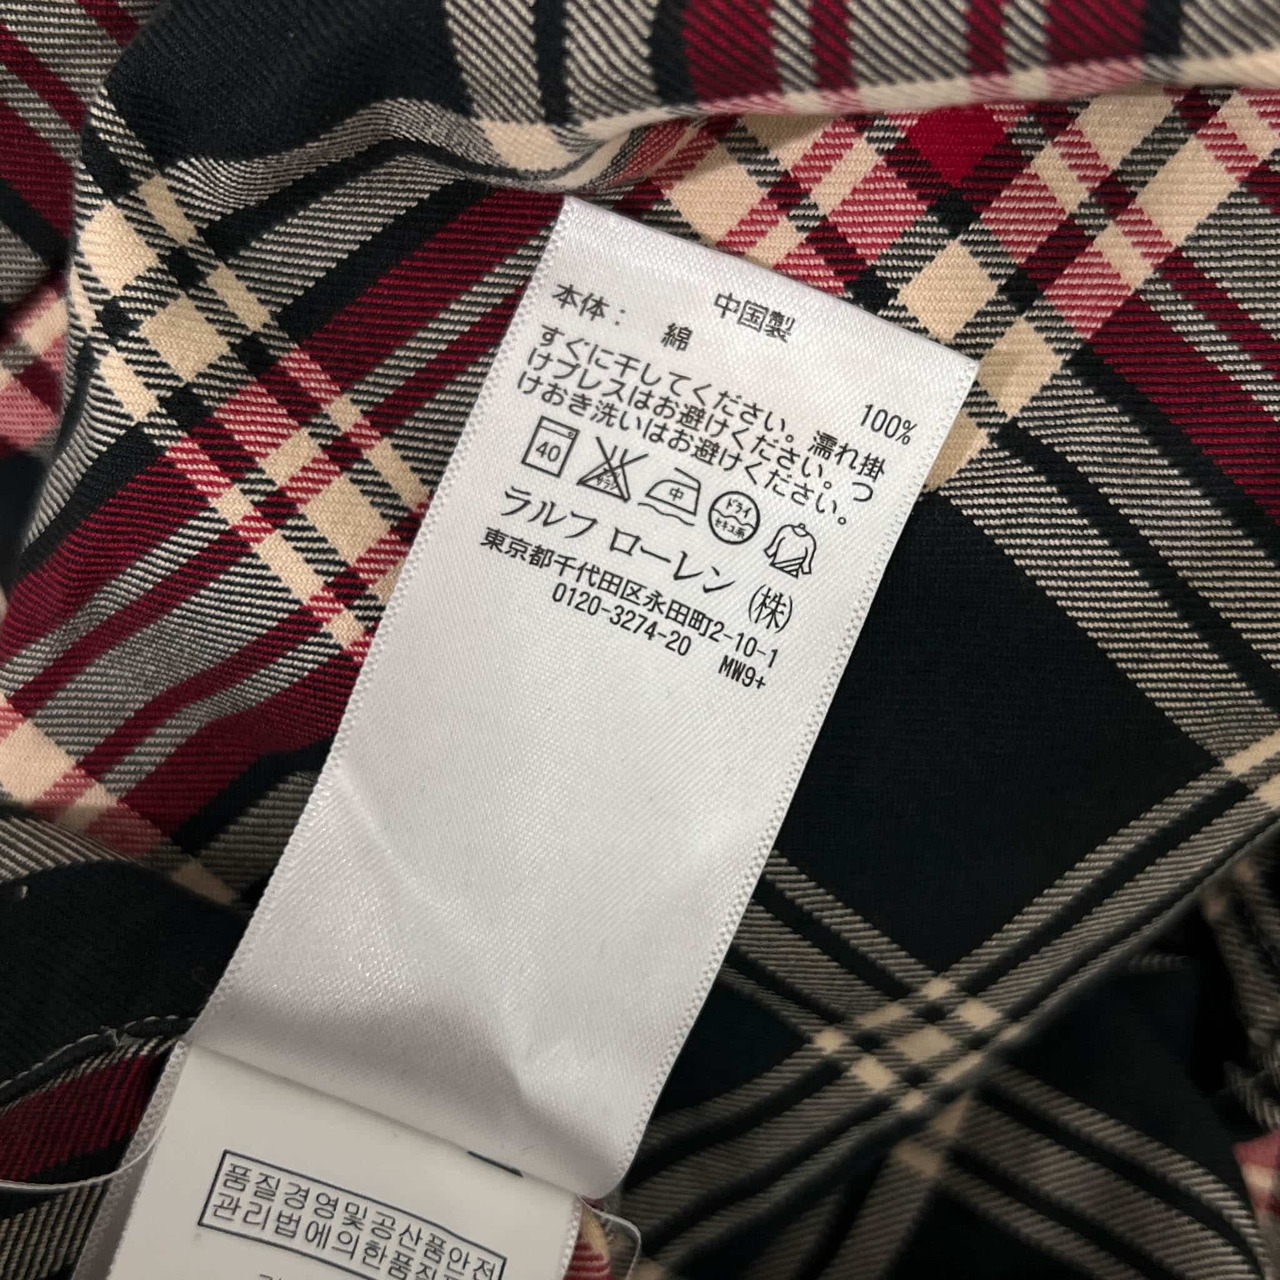 中国製
本体： 綿 100%
すぐに干してください。濡れ掛
けプレスはお避けください。つ
けおき洗いはお避けください。
40 中 ドライ セキユ系
ラルフ ローレン（株）
東京都千代田区永田町2-10-1
0120-3274-20 MW9+
품질경영및공산품안전
관리법에의한품질